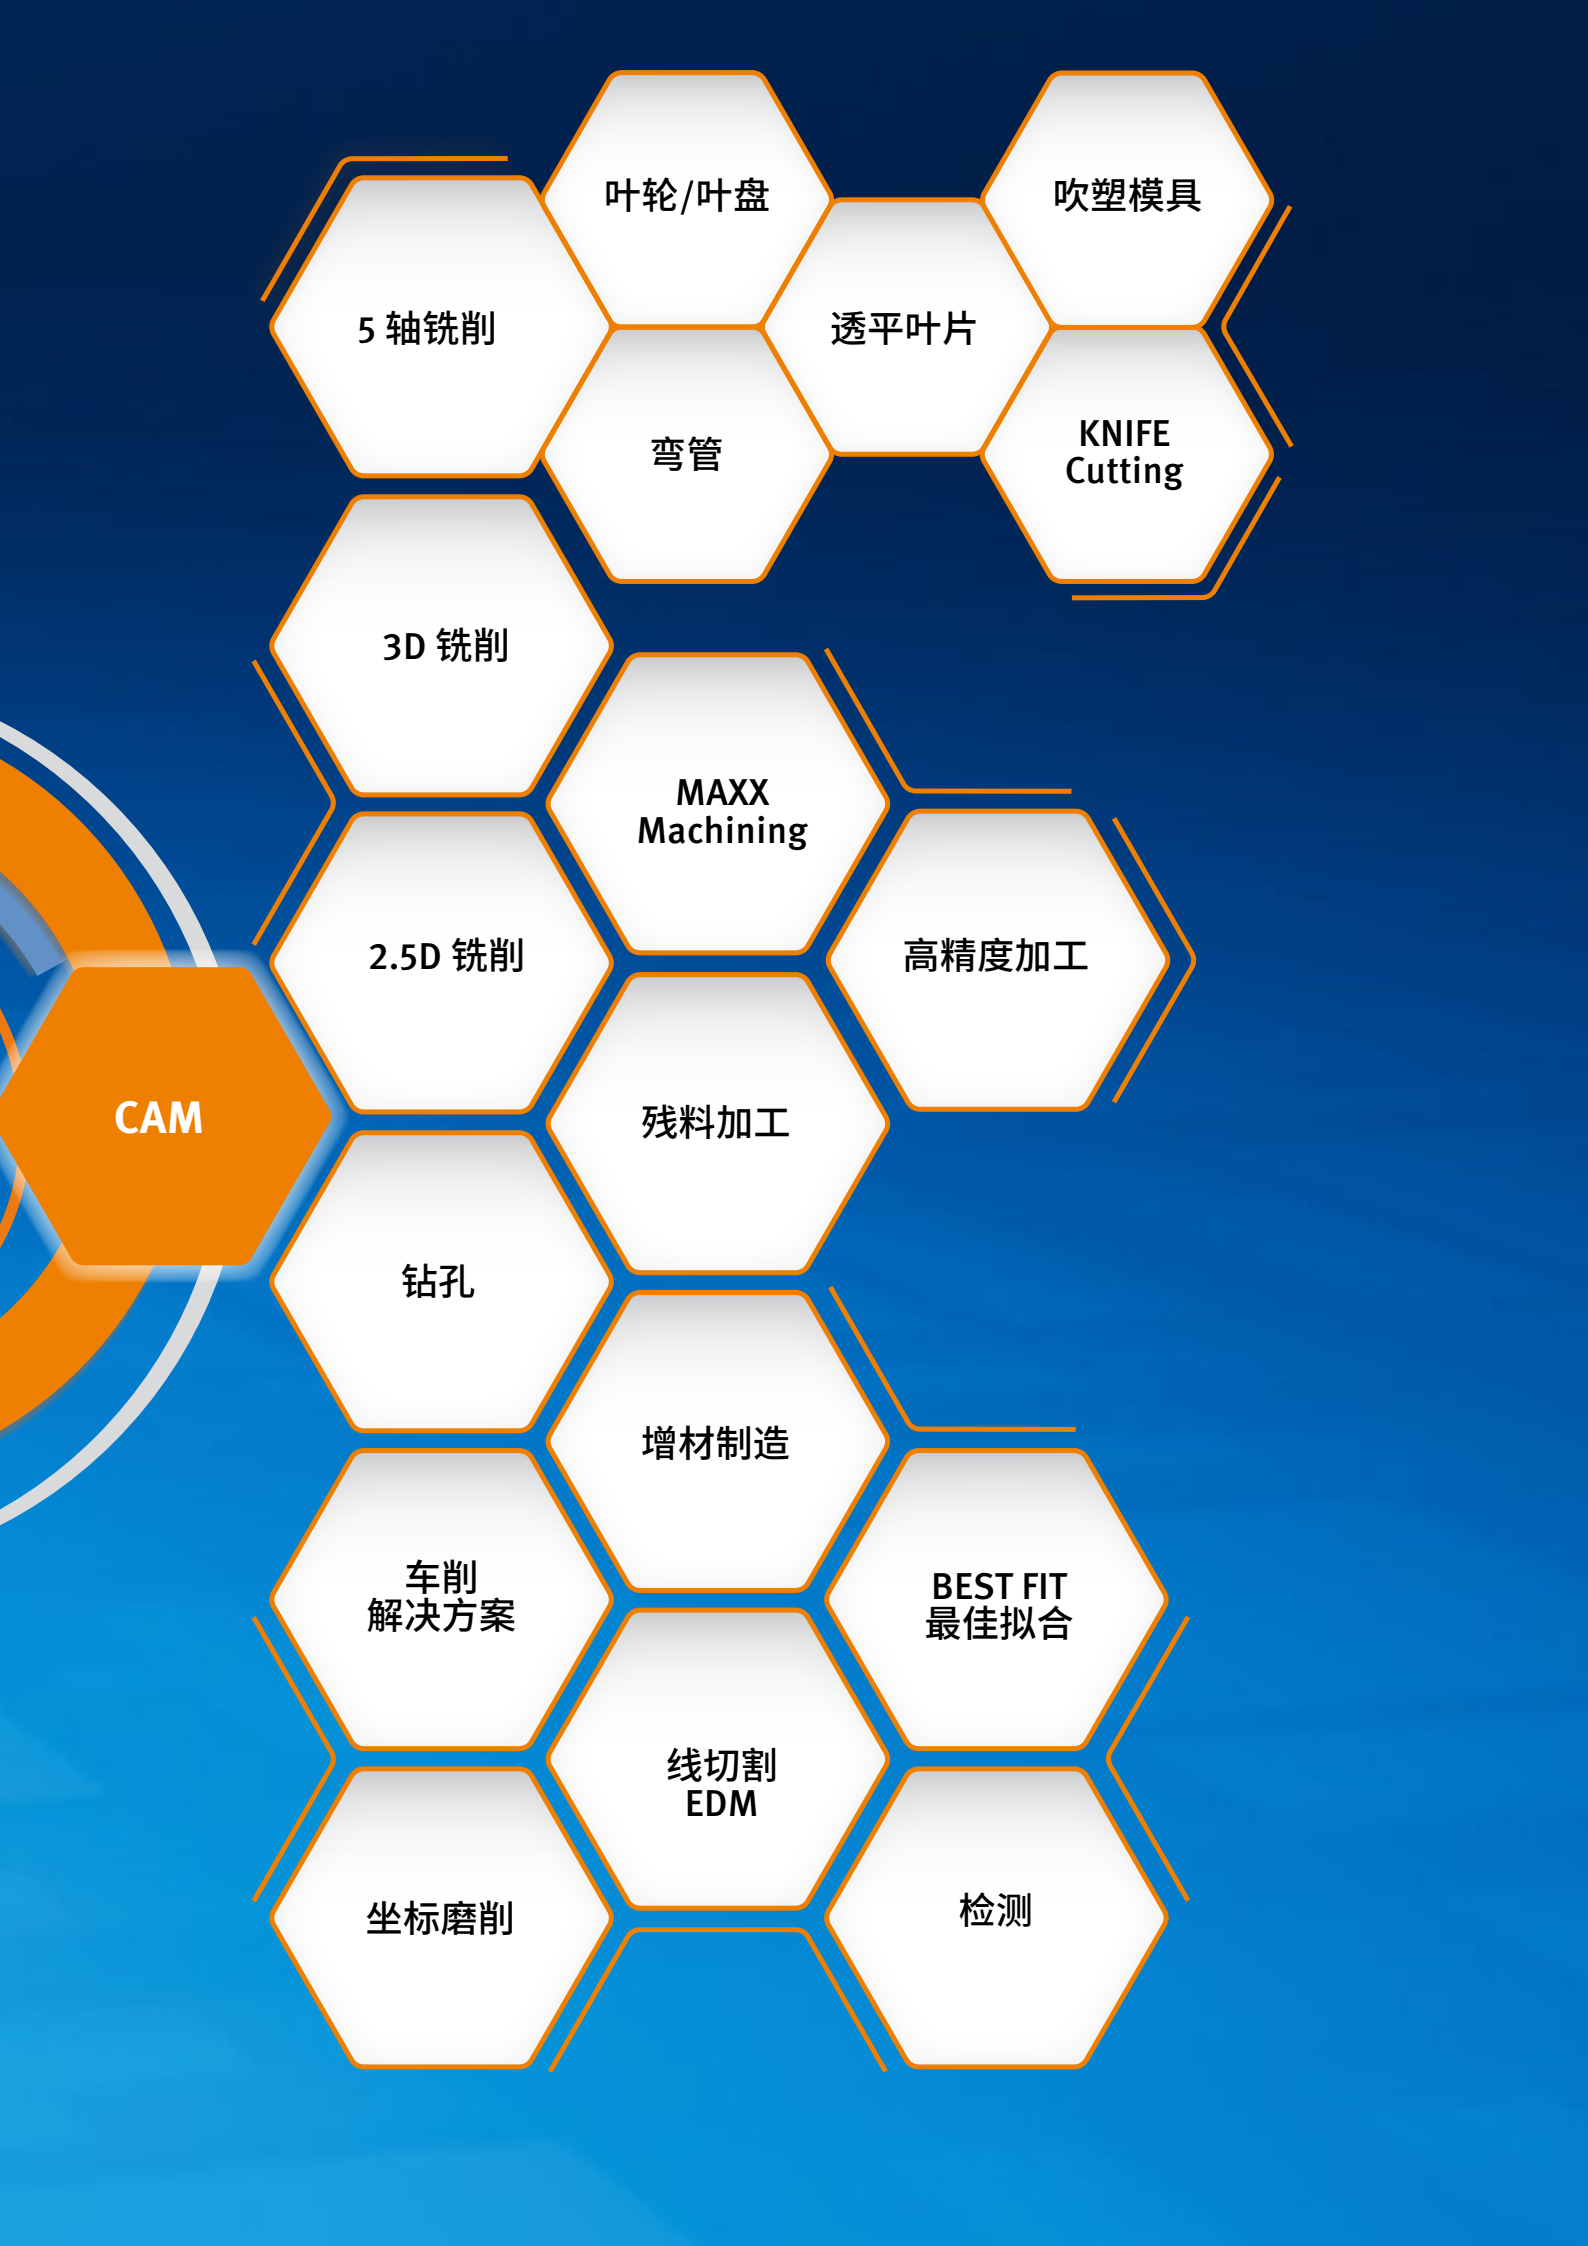 叶轮/叶盘
吹塑模具
5 轴铣削
透平叶片
弯管
KNIFE
Cutting
3D 铣削
MAXX
Machining
2.5D 铣削
高精度加工
CAM
残料加工
钻孔
增材制造
车削
解决方案
BEST FIT
最佳拟合
线切割
EDM
坐标磨削
检测